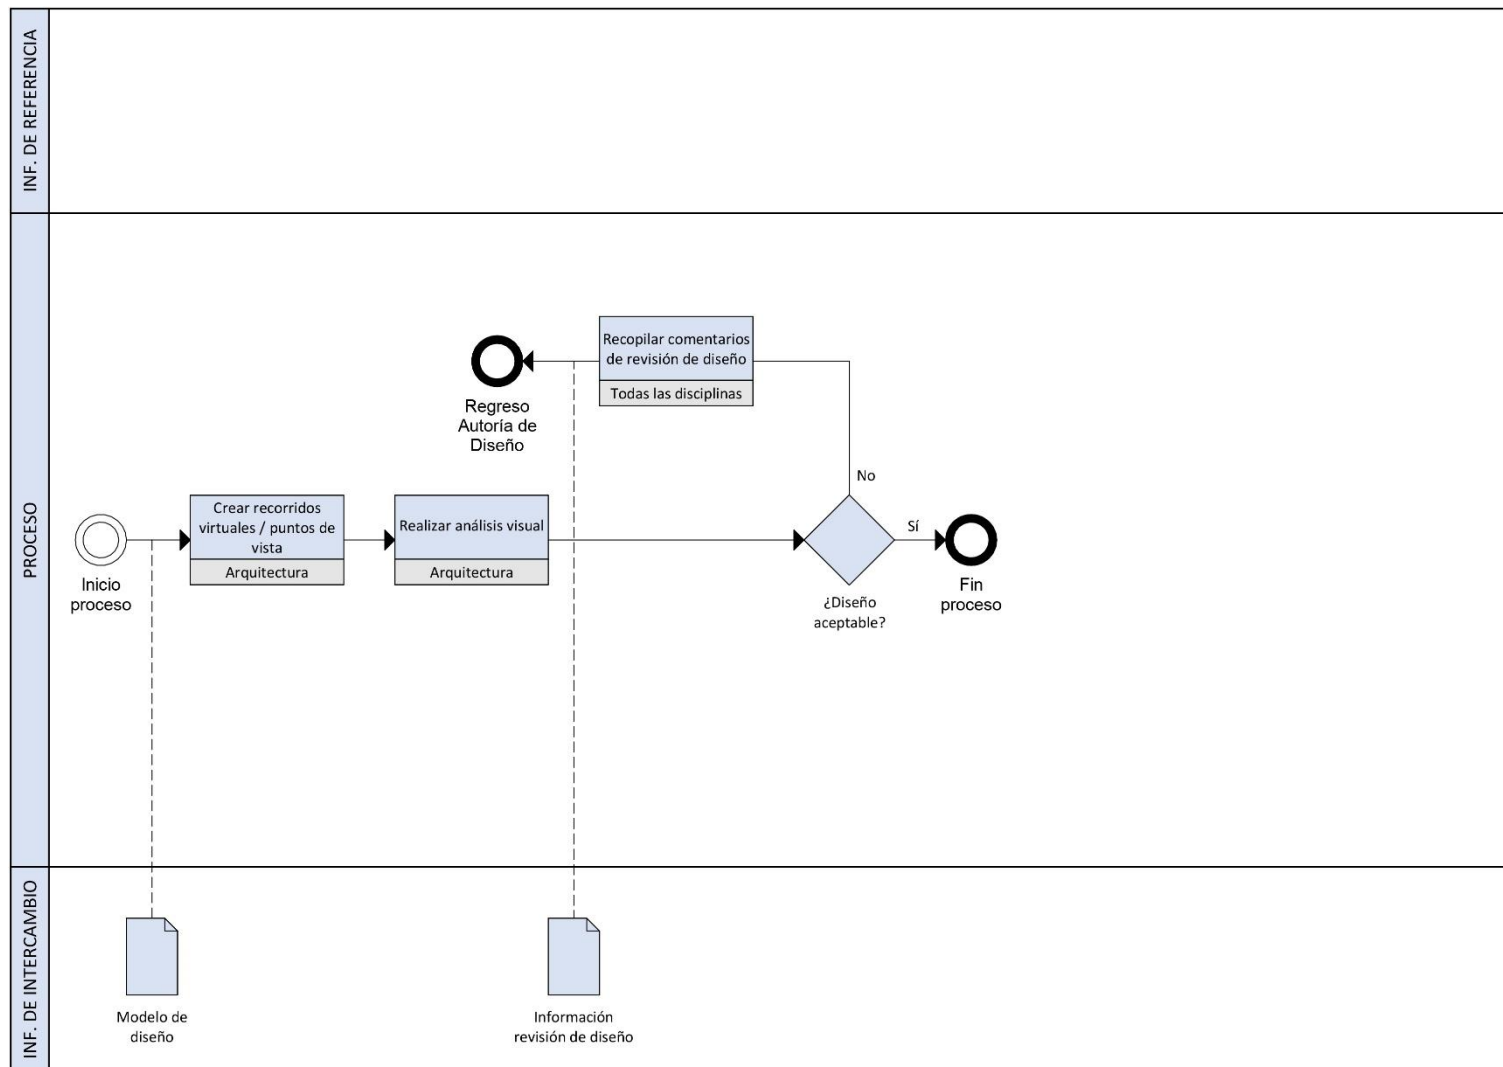 INF. DE REFERENCIA
PROCESO
Recopilar comentarios
de revisión de diseño
Todas las disciplinas
Regreso
Autoría de
Diseño
No
Crear recorridos
virtuales / puntos de
vista
Arquitectura
Realizar análisis visual
Arquitectura
Sí
Inicio
proceso
¿Diseño
aceptable?
Fin
proceso
INF. DE INTERCAMBIO
Modelo de
diseño
Información
revisión de diseño